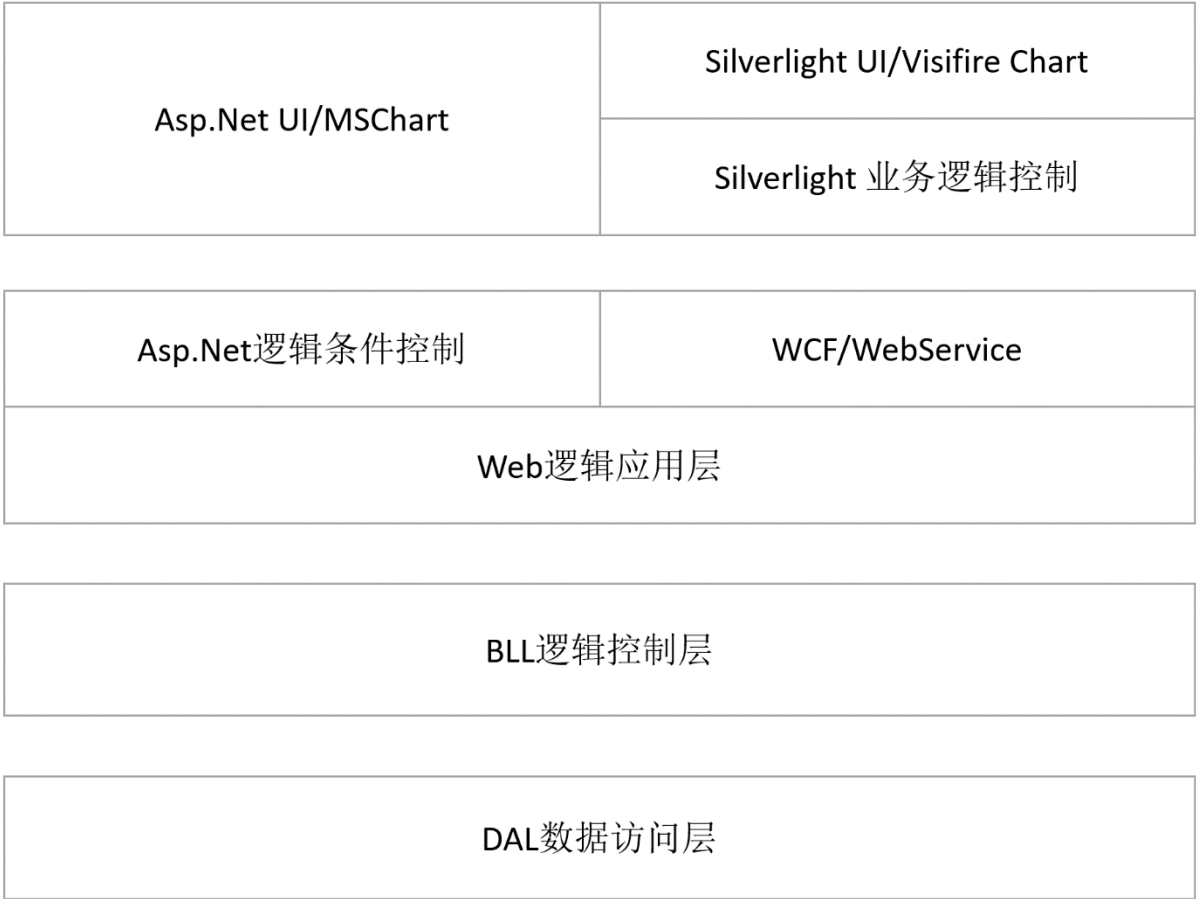 Asp.Net UI/MSChart
Silverlight UI/Visifire Chart
Silverlight 业务逻辑控制
Asp.Net逻辑条件控制
WCF/WebService
Web逻辑应用层
BLL逻辑控制层
DAL数据访问层